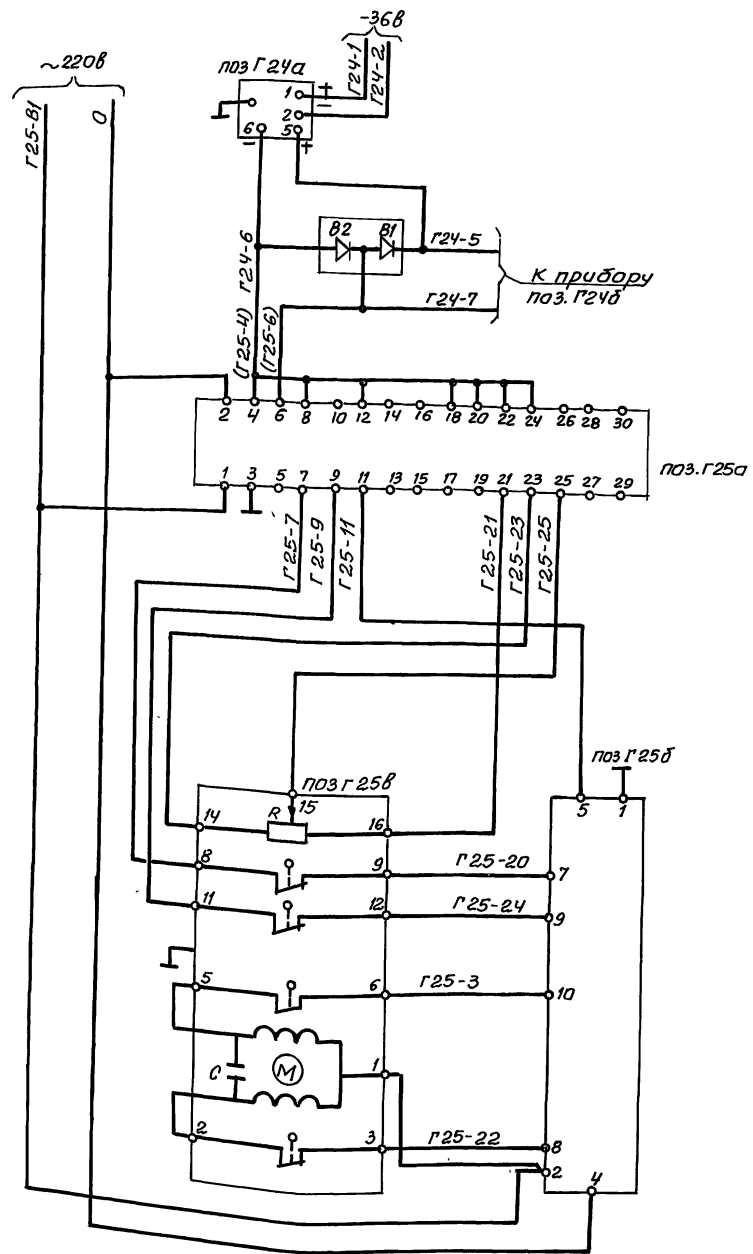 -36в
~220в
поз Г24а
Г24-1
Г24-2
Г25-В1
О
1
+
-
2
6
5
-
+
В2
В1
Г24-5
Г24-6
К прибору
поз. Г24б
Г24-7
(Г25-4)
(Г25-6)
2
4
6
8
10
12
14
16
18
20
22
24
26
28
30
поз. Г25а
1
3
5
7
9
11
13
15
17
19
21
23
25
27
29
Г25-7
Г25-9
Г25-11
Г25-21
Г25-23
Г25-25
поз Г25б
поз Г25в
15
5
1
R
14
16
8
9
Г25-20
7
11
12
Г25-24
9
5
6
Г25-3
10
С
М
1
2
3
Г25-22
8
2
4